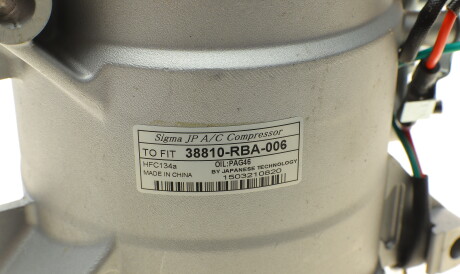 Sigma JP A/C Compressor
TO FIT 38810-RBA-006
HFC134a OIL:PAG46
MADE IN CHINA BY JAPANESE TECHNOLOGY
1503210620